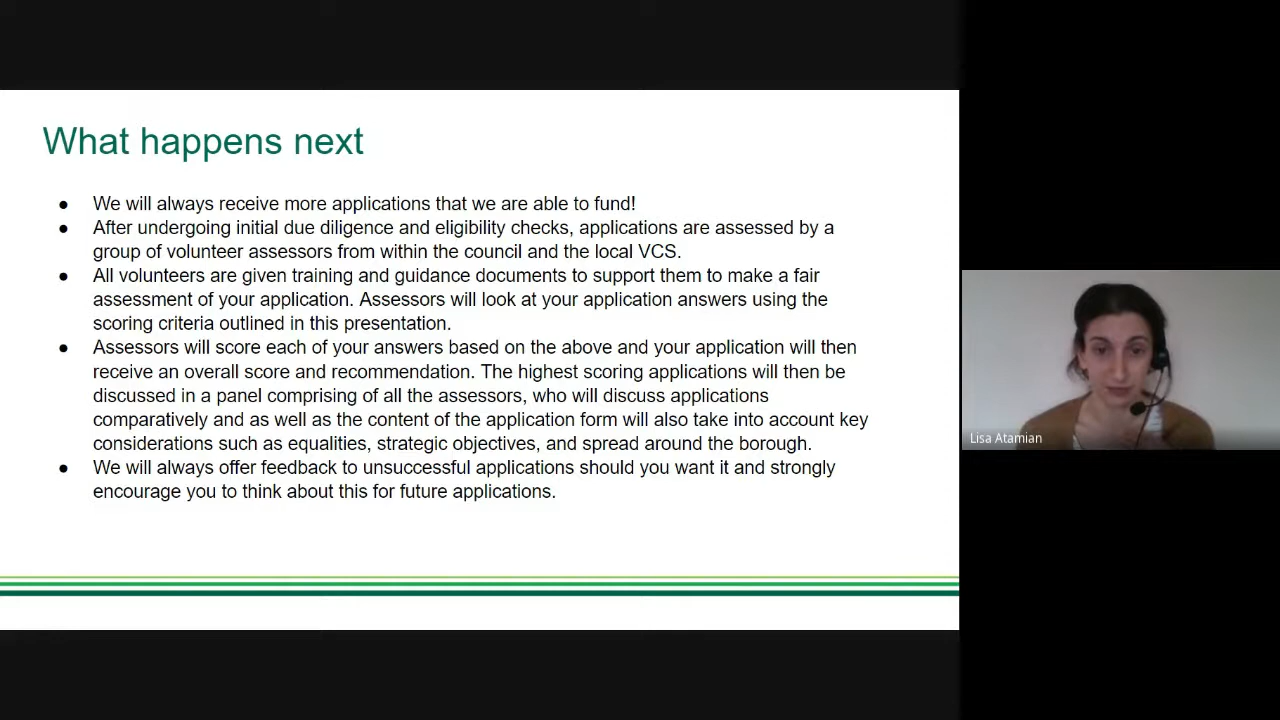 What happens next
● We will always receive more applications that we are able to fund!
● After undergoing initial due diligence and eligibility checks, applications are assessed by a
group of volunteer assessors from within the council and the local VCS.
● All volunteers are given training and guidance documents to support them to make a fair
assessment of your application. Assessors will look at your application answers using the
scoring criteria outlined in this presentation.
● Assessors will score each of your answers based on the above and your application will then
receive an overall score and recommendation. The highest scoring applications will then be
discussed in a panel comprising of all the assessors, who will discuss applications
comparatively and as well as the content of the application form will also take into account key
considerations such as equalities, strategic objectives, and spread around the borough.
● We will always offer feedback to unsuccessful applications should you want it and strongly
encourage you to think about this for future applications.
Lisa Atamian